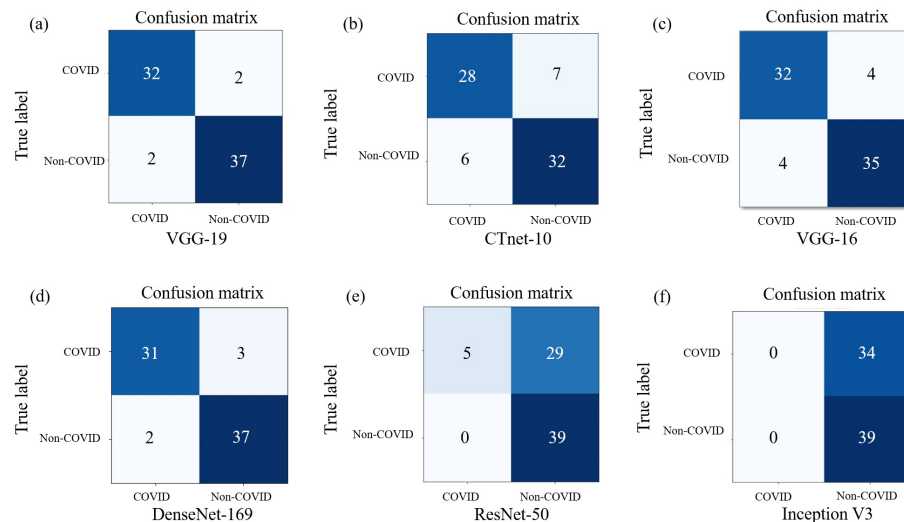 (a)
Confusion matrix
True label
COVID
32
2
Non-COVID
2
37
COVID
Non-COVID
VGG-19
(b)
Confusion matrix
True label
COVID
28
7
Non-COVID
6
32
COVID
Non-COVID
CTnet-10
(c)
Confusion matrix
True label
COVID
32
4
Non-COVID
4
35
COVID
Non-COVID
VGG-16
(d)
Confusion matrix
True label
COVID
31
3
Non-COVID
2
37
COVID
Non-COVID
DenseNet-169
(e)
Confusion matrix
True label
COVID
5
29
Non-COVID
0
39
COVID
Non-COVID
ResNet-50
(f)
Confusion matrix
True label
COVID
0
34
Non-COVID
0
39
COVID
Non-COVID
Inception V3